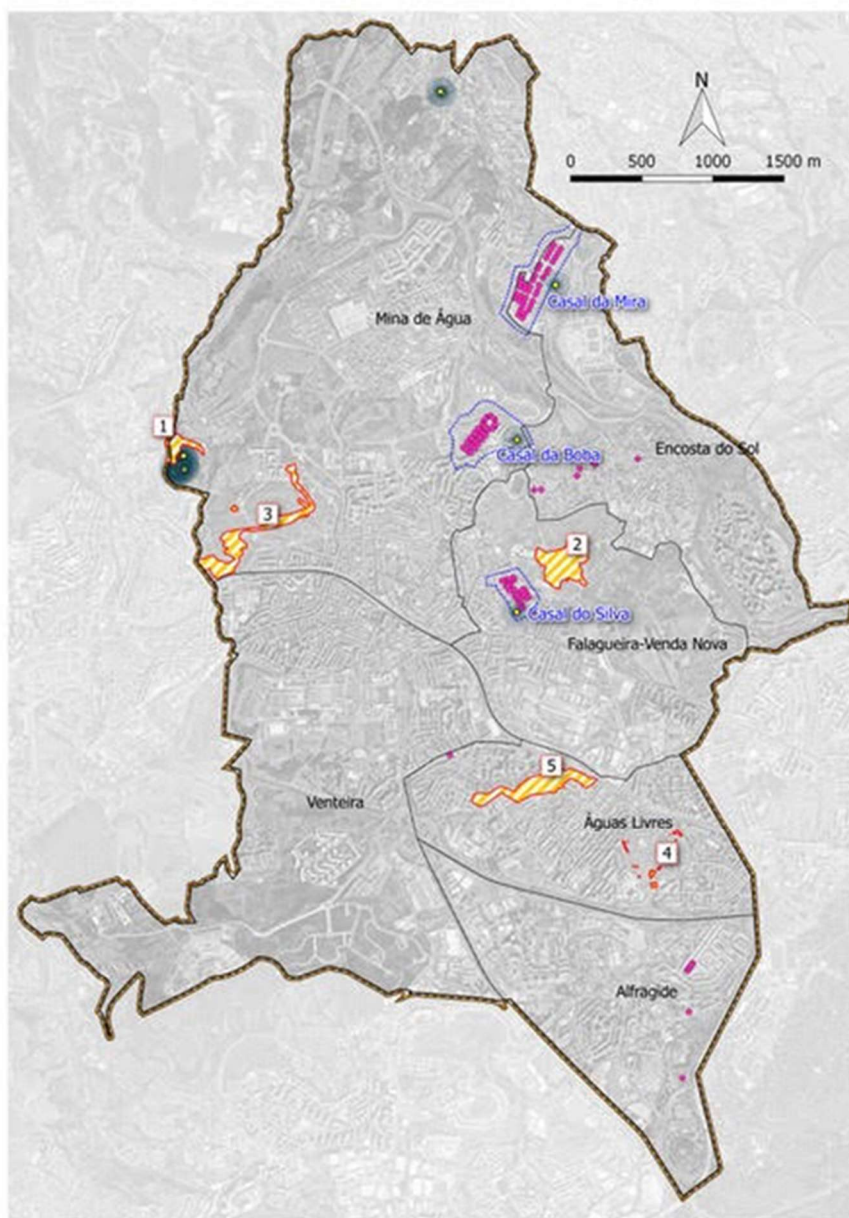 N
0 500 1000 1500 m
Casal da Mira
Mina de Água
1
Casal da Boba
Encosta do Sol
3
2
Casal do Silva
Falagueira-Venda Nova
5
Venteira
Águas Livres
4
Alfragide